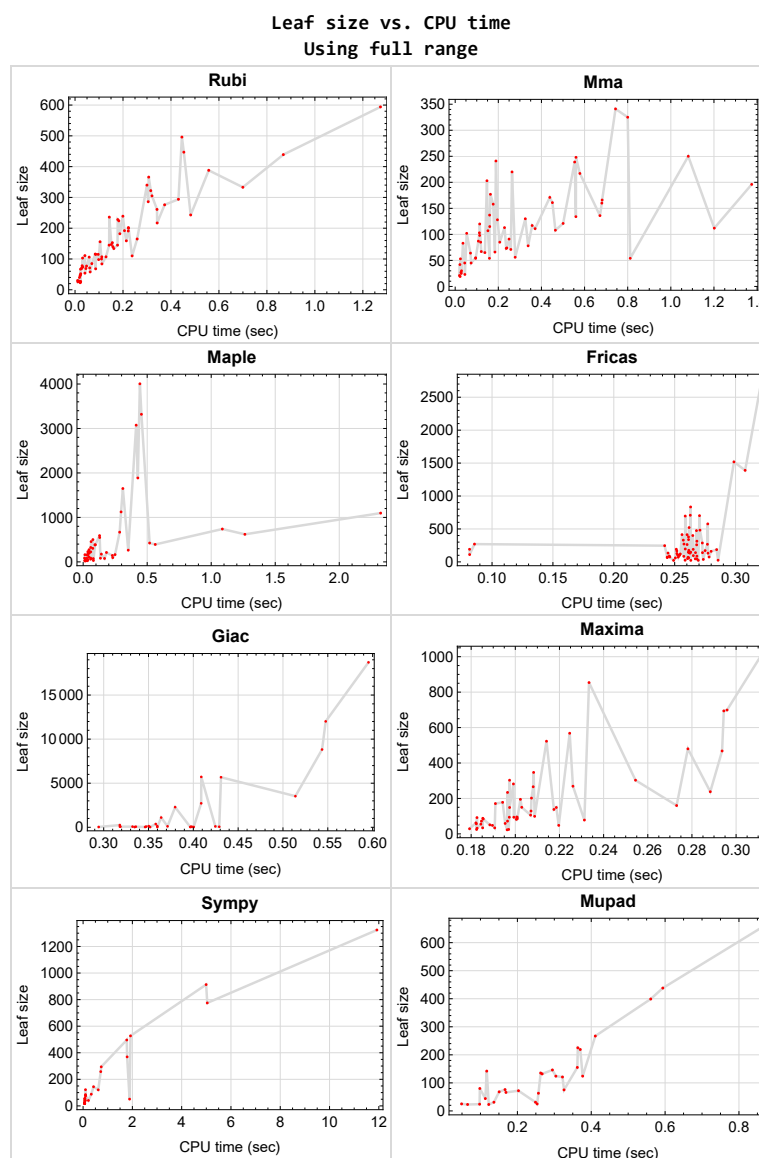 Leaf size vs. CPU time
Using full range
Rubi
Leaf size
600
500
400
300
200
100
0
0.0 0.2 0.4 0.6 0.8 1.0 1.2
CPU time (sec)
Mma
Leaf size
350
300
250
200
150
100
50
0
0.0 0.2 0.4 0.6 0.8 1.0 1.2
CPU time (sec)
Maple
Leaf size
4000
3000
2000
1000
0
0.0 0.5 1.0 1.5 2.0
CPU time (sec)
Fricas
Leaf size
2500
2000
1500
1000
500
0
0.10 0.15 0.20 0.25 0.30
CPU time (sec)
Giac
Leaf size
15 000
10 000
5000
0
0.30 0.35 0.40 0.45 0.50 0.55 0.60
CPU time (sec)
Maxima
Leaf size
1000
800
600
400
200
0
0.18 0.20 0.22 0.24 0.26 0.28 0.30
CPU time (sec)
Sympy
Leaf size
1200
1000
800
600
400
200
0
0 2 4 6 8 10 12
CPU time (sec)
Mupad
Leaf size
600
500
400
300
200
100
0
0.2 0.4 0.6 0.8
CPU time (sec)